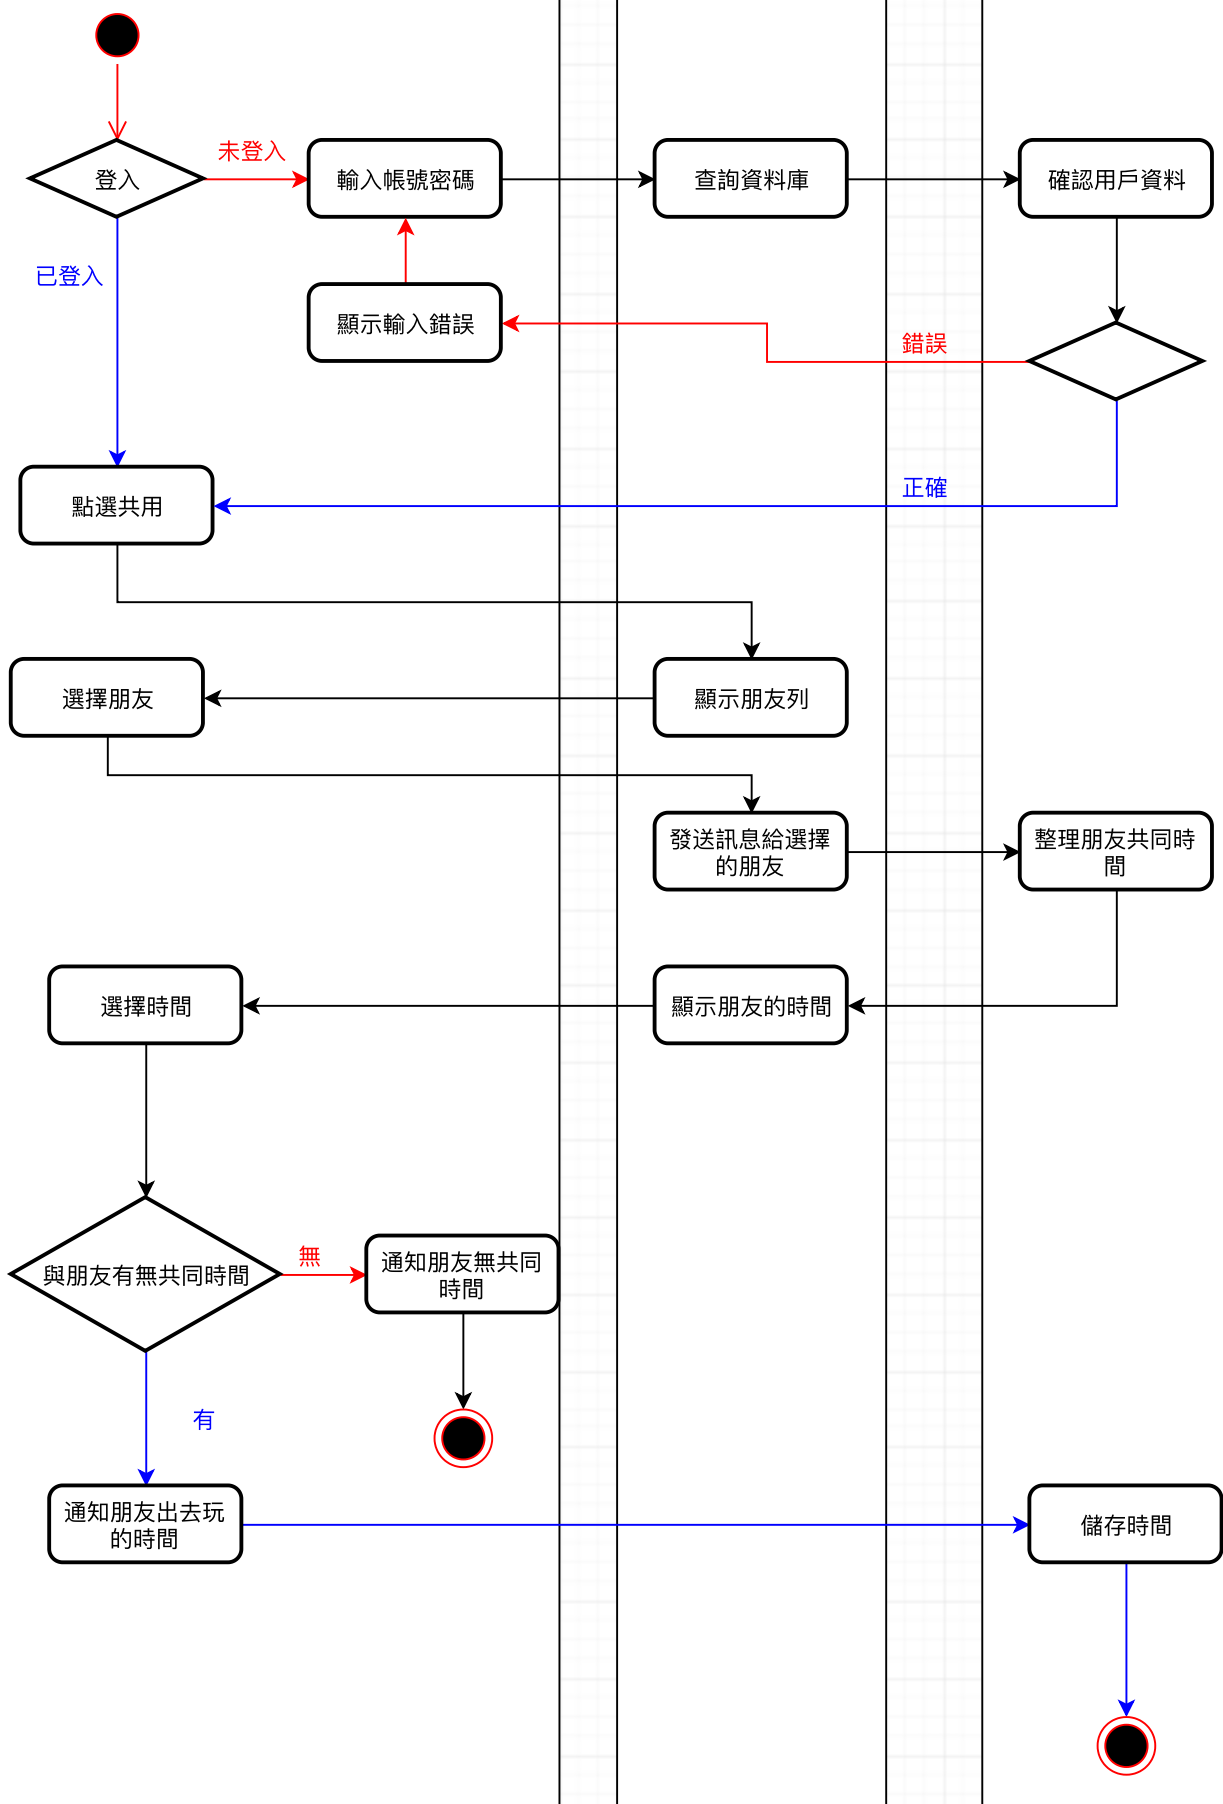 未登入
登入
輸入帳號密碼
查詢資料庫
確認用戶資料
已登入
顯示輸入錯誤
錯誤
正確
點選共用
選擇朋友
顯示朋友列
發送訊息給選擇
的朋友
整理朋友共同時
間
選擇時間
顯示朋友的時間
無
與朋友有無共同時間
通知朋友無共同
時間
有
通知朋友出去玩
的時間
儲存時間